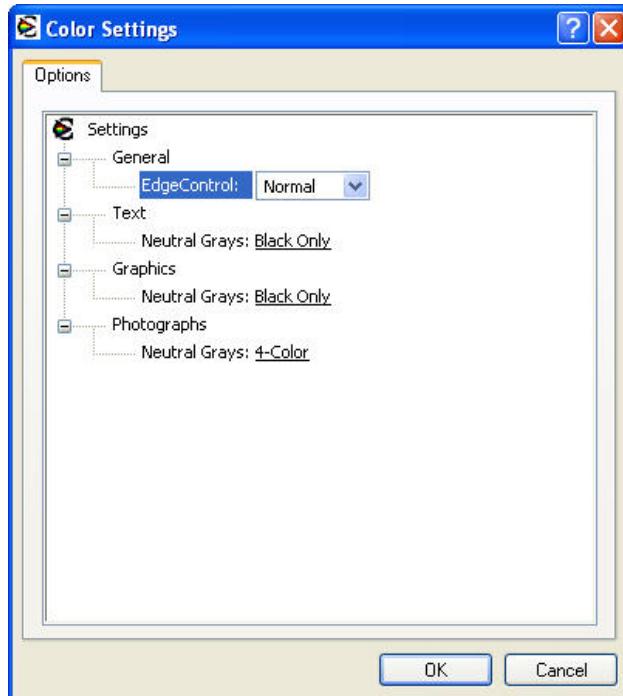 Color Settings
Options
Settings
General
EdgeControl: Normal
Text
Neutral Grays: Black Only
Graphics
Neutral Grays: Black Only
Photographs
Neutral Grays: 4-Color
OK Cancel